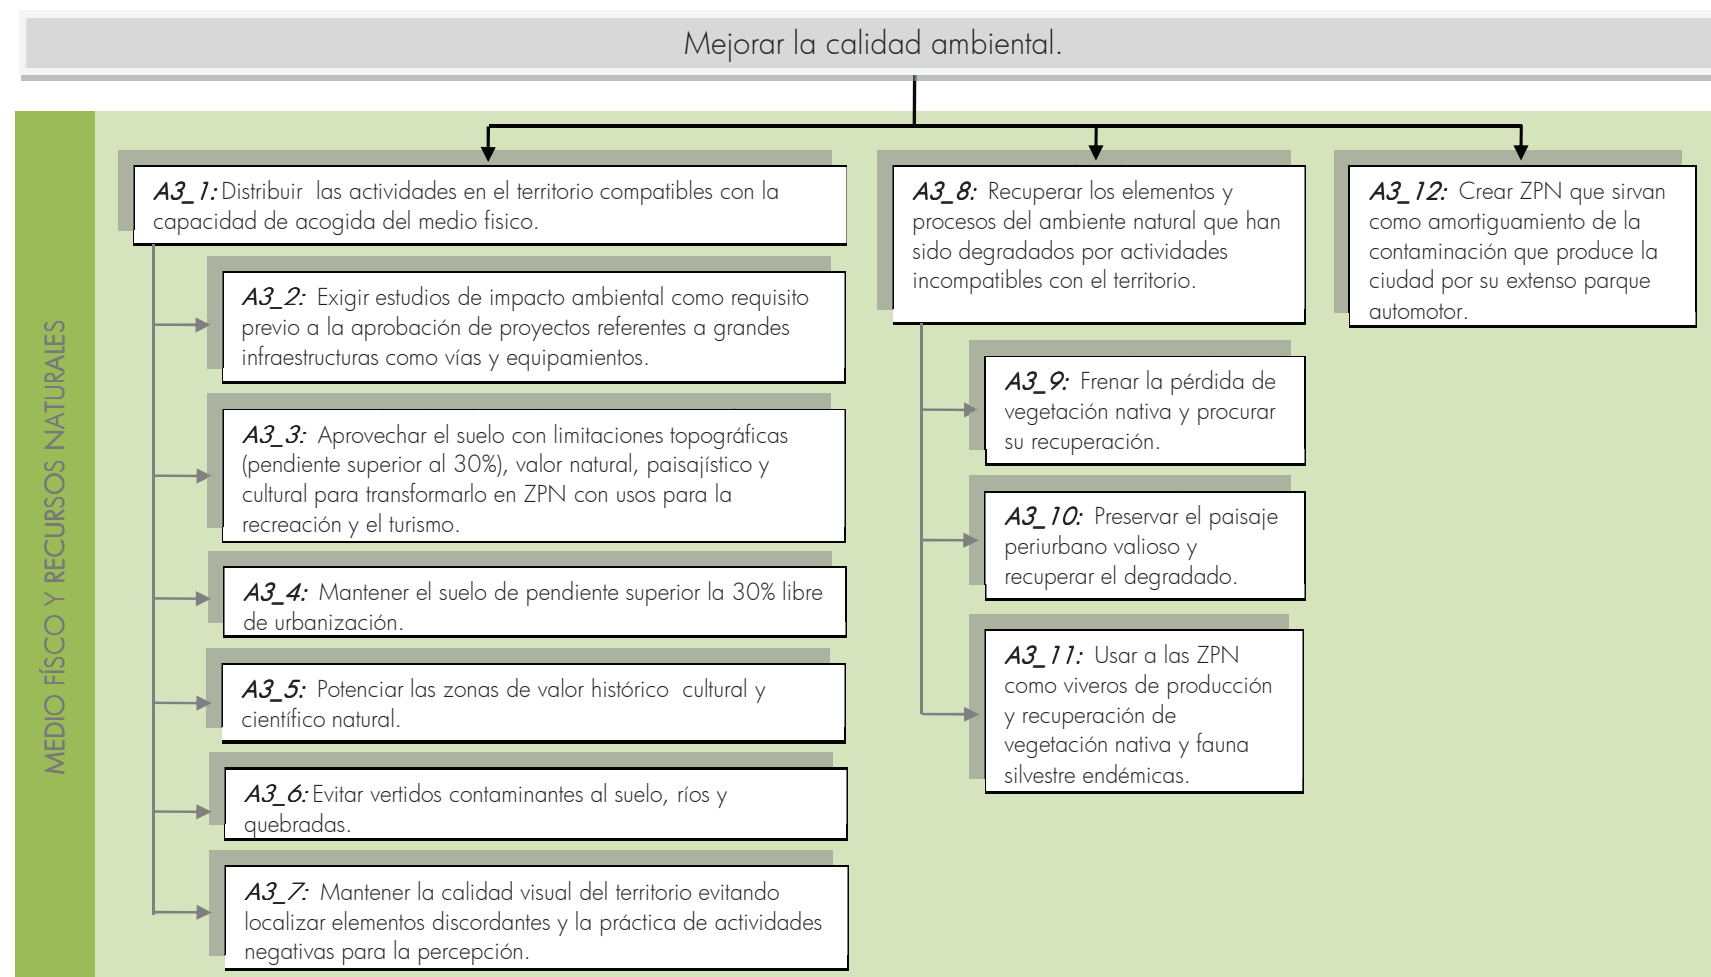 Mejorar la calidad ambiental.
MEDIO FÍSCO Y RECURSOS NATURALES
A3_1: Distribuir las actividades en el territorio compatibles con la
capacidad de acogida del medio fisico.
A3_2: Exigir estudios de impacto ambiental como requisito
previo a la aprobación de proyectos referentes a grandes
infraestructuras como vías y equipamientos.
A3_3: Aprovechar el suelo con limitaciones topográficas
(pendiente superior al 30%), valor natural, paisajístico y
cultural para transformarlo en ZPN con usos para la
recreación y el turismo.
A3_4: Mantener el suelo de pendiente superior la 30% libre
de urbanización.
A3_5: Potenciar las zonas de valor histórico cultural y
científico natural.
A3_6: Evitar vertidos contaminantes al suelo, ríos y
quebradas.
A3_7: Mantener la calidad visual del territorio evitando
localizar elementos discordantes y la práctica de actividades
negativas para la percepción.
A3_8: Recuperar los elementos y
procesos del ambiente natural que han
sido degradados por actividades
incompatibles con el territorio.
A3_9: Frenar la pérdida de
vegetación nativa y procurar
su recuperación.
A3_10: Preservar el paisaje
periurbano valioso y
recuperar el degradado.
A3_11: Usar a las ZPN
como viveros de producción
y recuperación de
vegetación nativa y fauna
silvestre endémicas.
A3_12: Crear ZPN que sirvan
como amortiguamiento de la
contaminación que produce la
ciudad por su extenso parque
automotor.